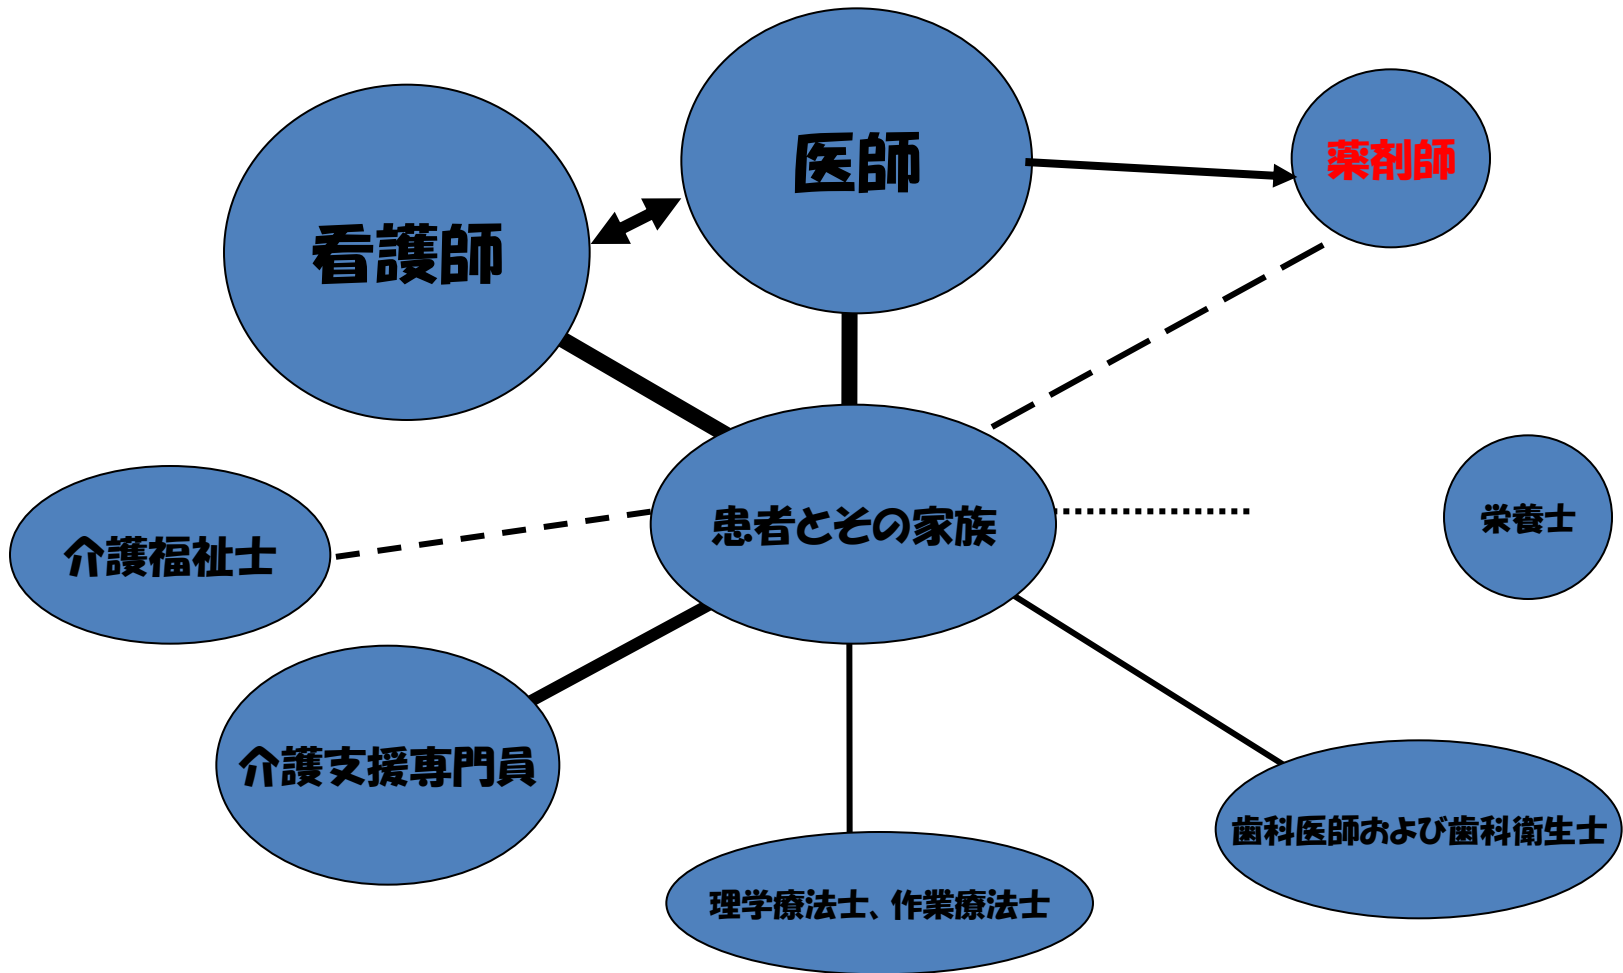 医師
薬剤師
看護師
患者とその家族
栄養士
介護福祉士
介護支援専門員
歯科医師および歯科衛生士
理学療法士、作業療法士